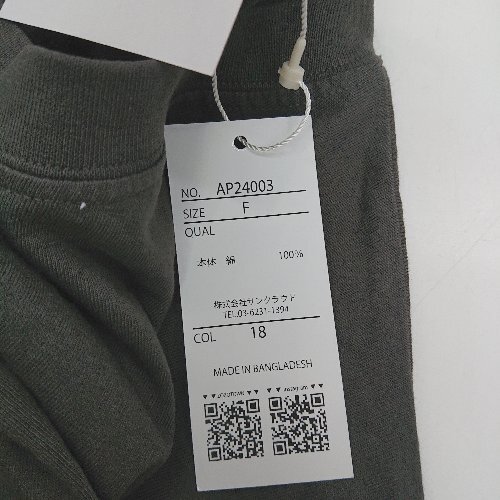 NO. AP24003
SIZE F
QUAL
本体 綿 100%
株式会社サンクラウド
TEL.03-6231-1394
COL 18
MADE IN BANGLADESH
▼▼ instagram ▼▼